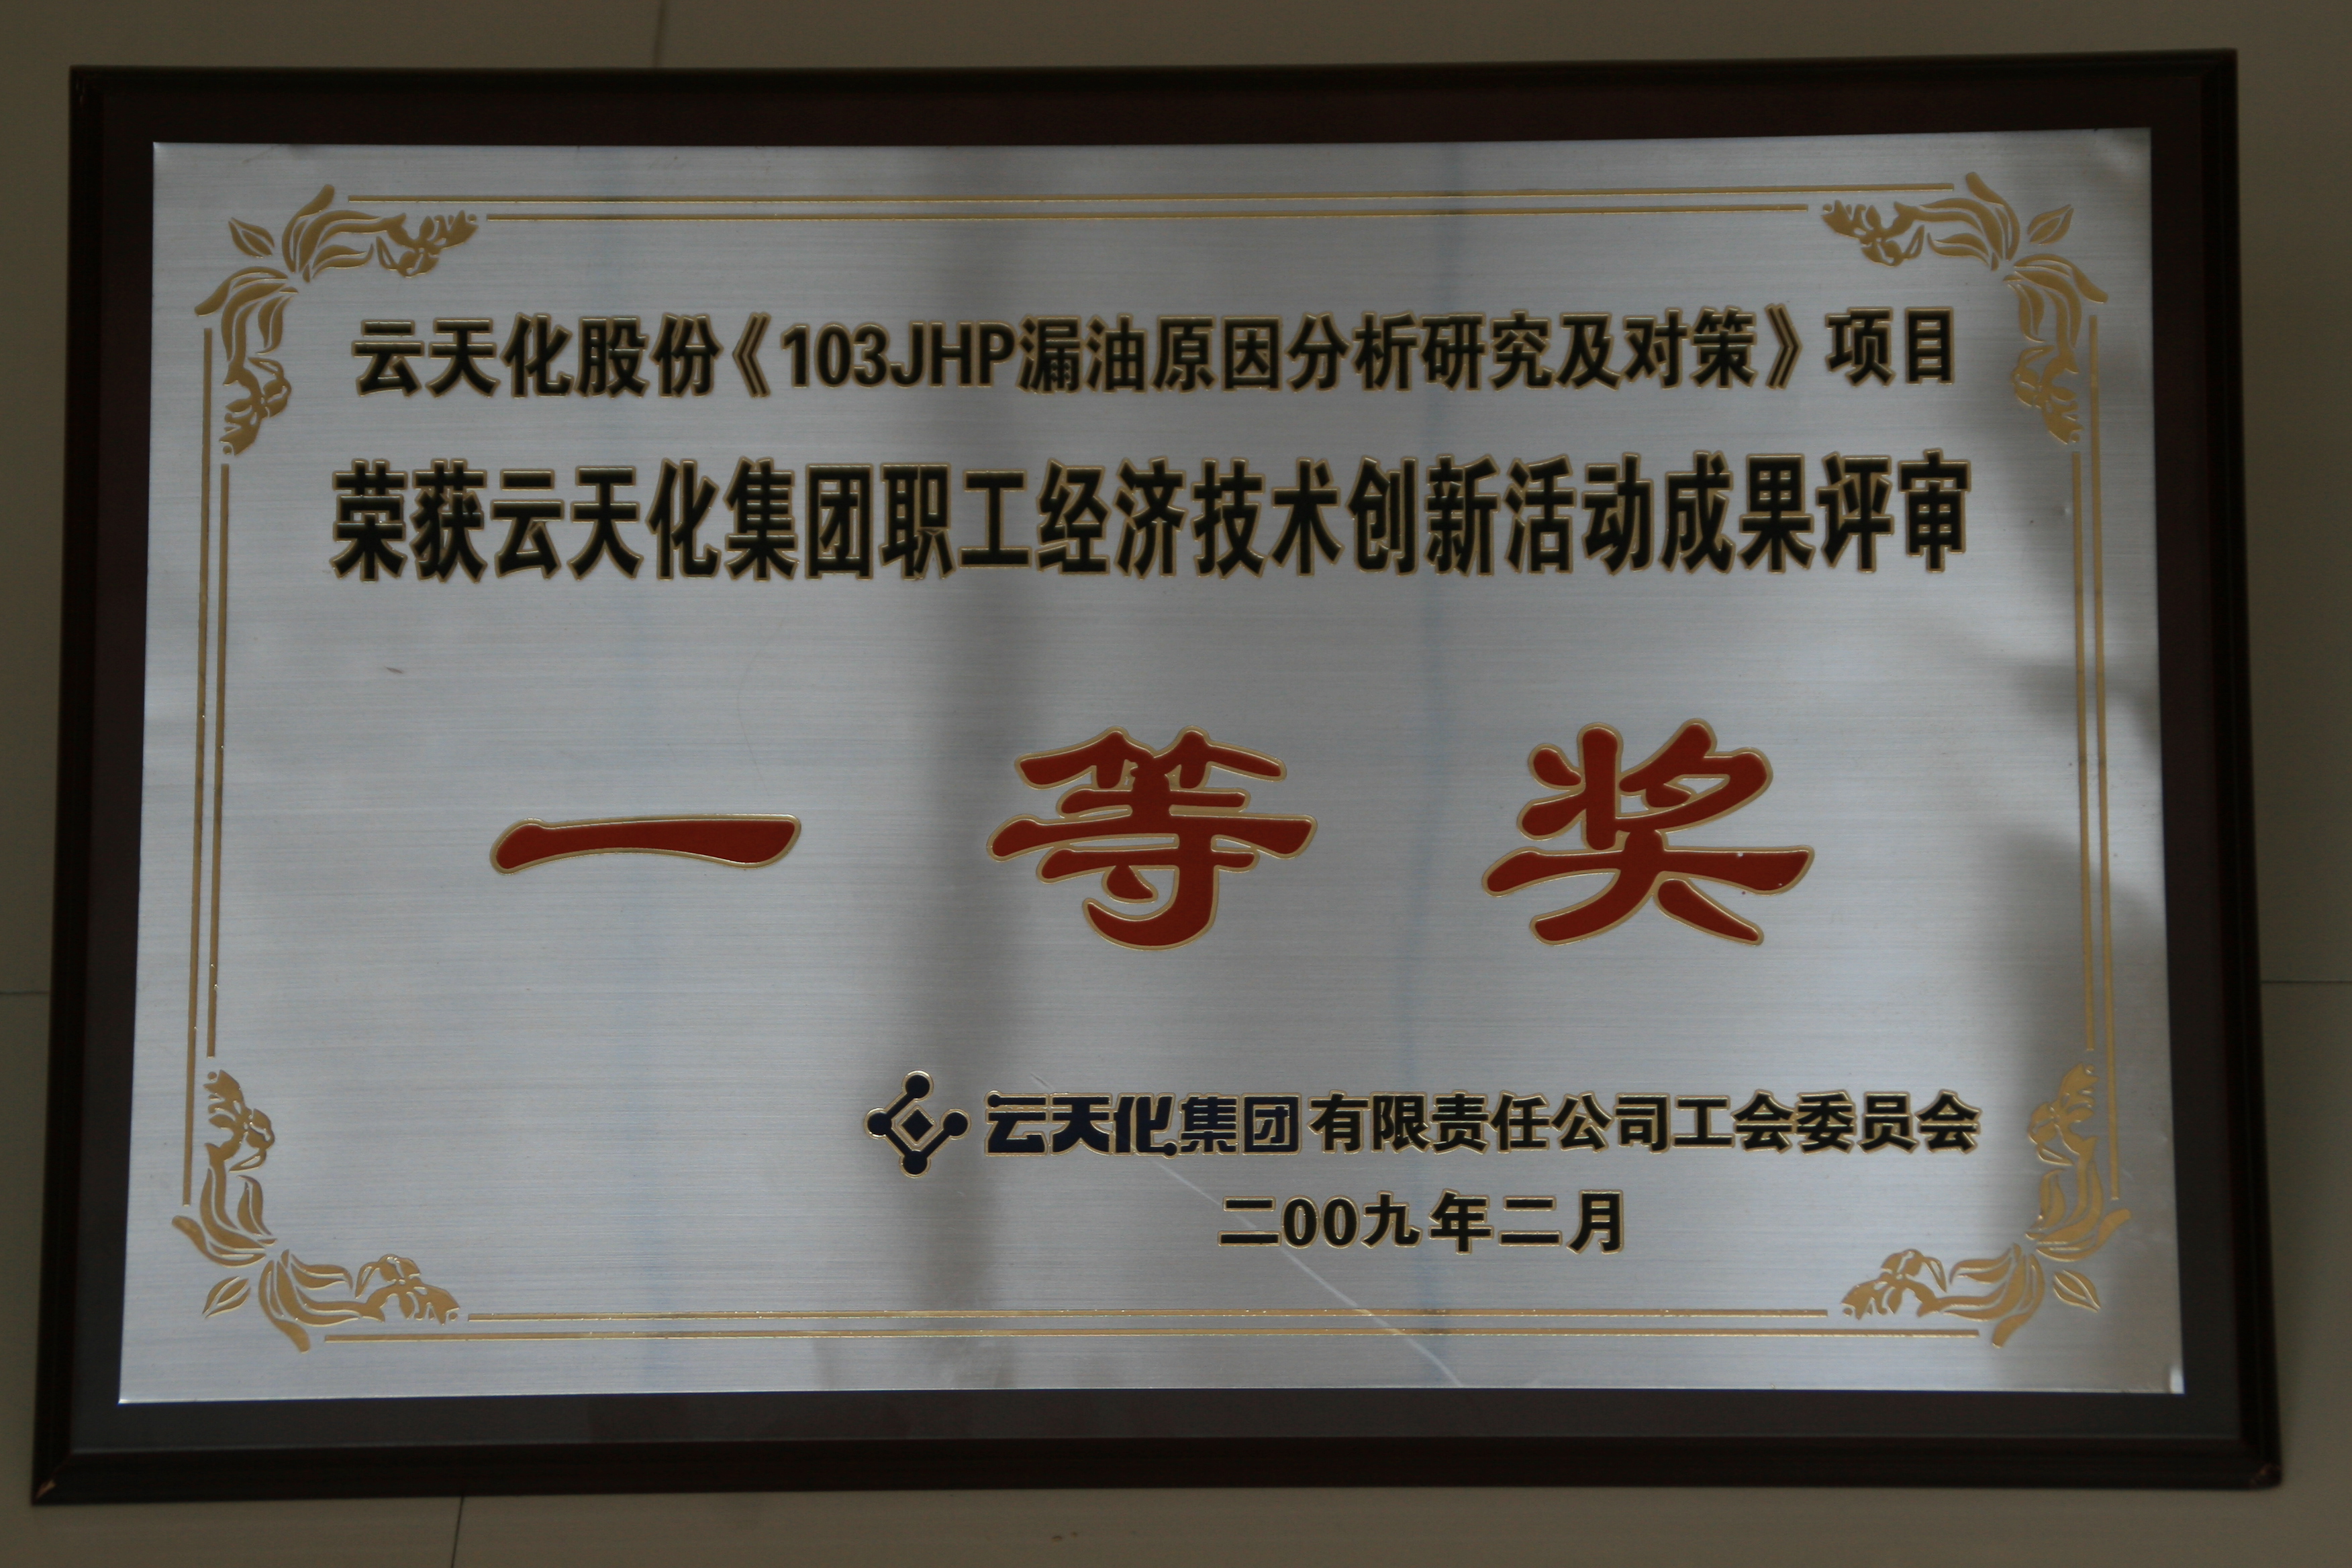 云天化股份《103JHP漏油原因分析研究及对策》项目
荣获云天化集团职工经济技术创新活动成果评审
一等奖
云天化集团有限责任公司工会委员会
二00九年二月